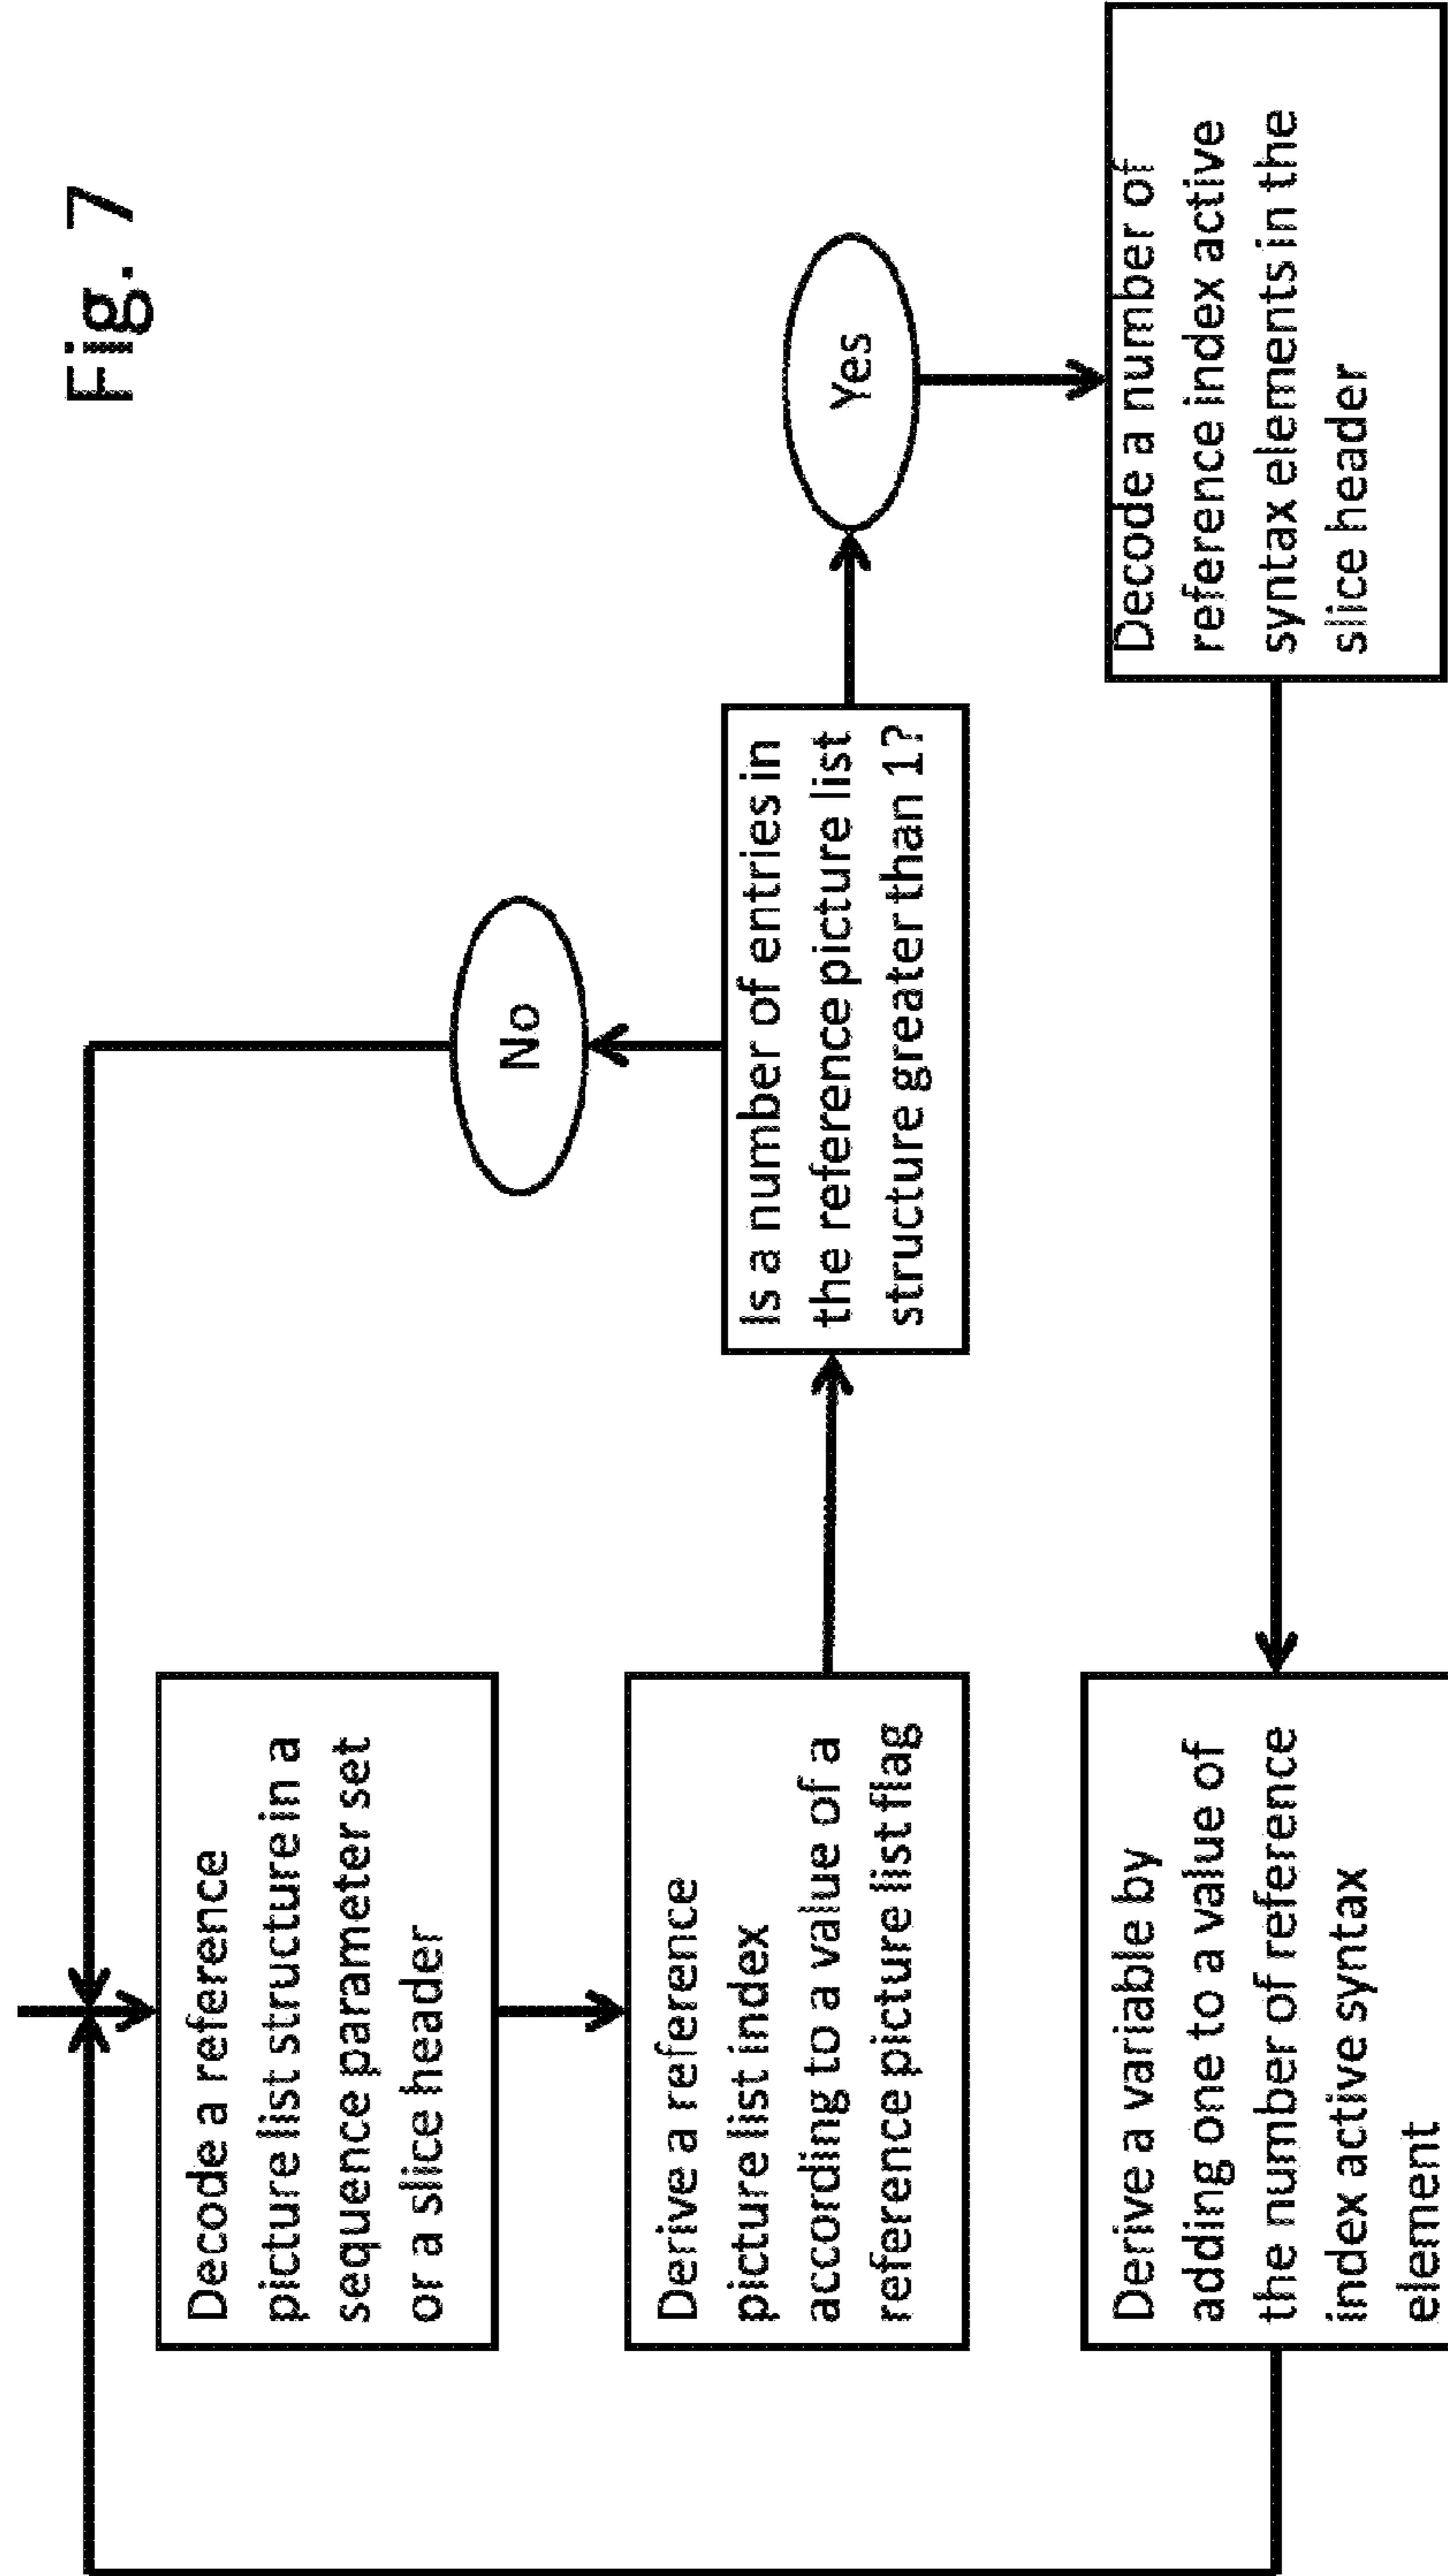 Fig. 7
Decode a reference
picture list structure in a
sequence parameter set
or a slice header
Derive a reference
picture list index
according to a value of a
reference picture list flag
Is a number of entries in
the reference picture list
structure greater than 1?
No
Yes
Decode a number of
reference index active
syntax elements in the
slice header
Derive a variable by
adding one to a value of
the number of reference
index active syntax
element